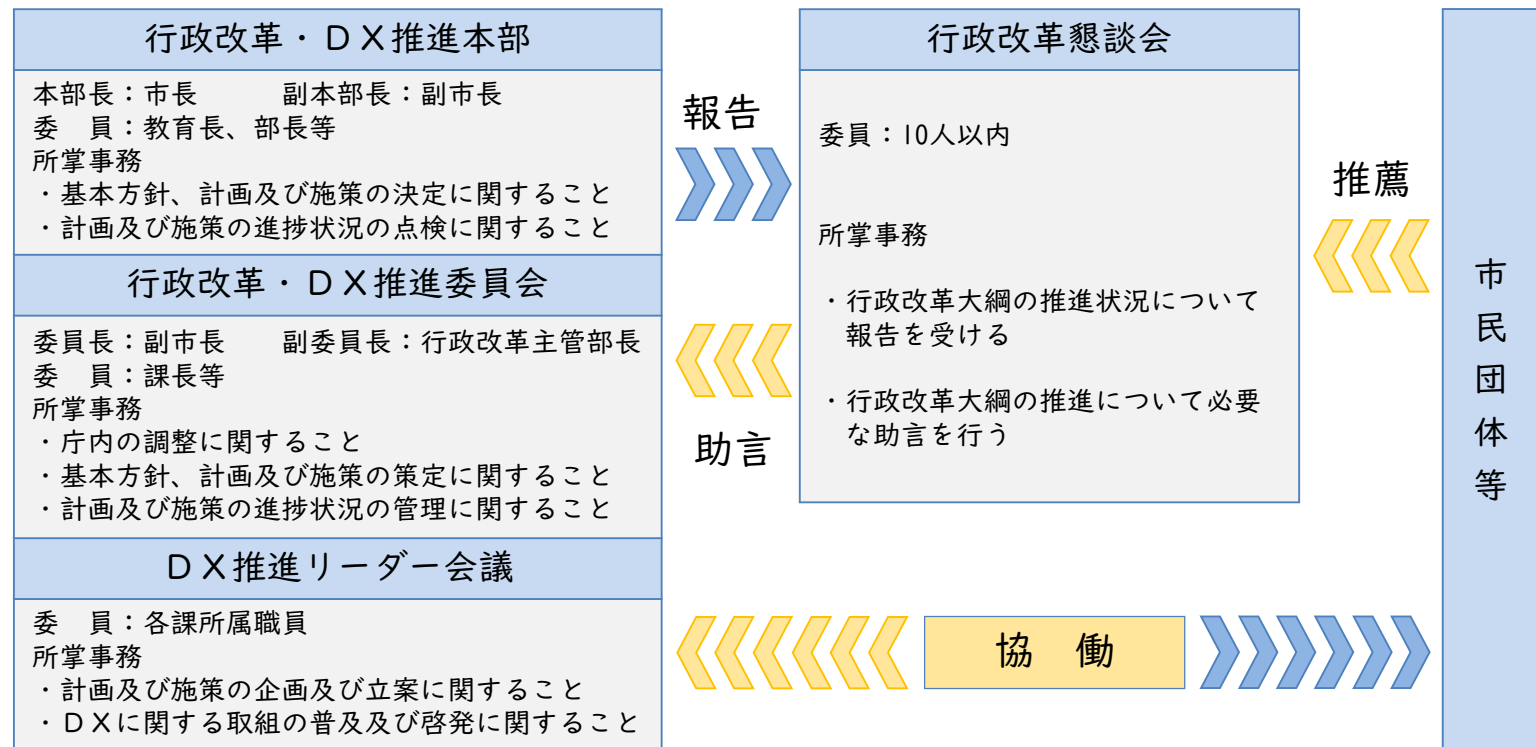 行政改革・ＤＸ推進本部
本部長：市長　　　副本部長：副市長
委　員：教育長、部長等
所掌事務
・基本方針、計画及び施策の決定に関すること
・計画及び施策の進捗状況の点検に関すること
行政改革・ＤＸ推進委員会
委員長：副市長　　副委員長：行政改革主管部長
委　員：課長等
所掌事務
・庁内の調整に関すること
・基本方針、計画及び施策の策定に関すること
・計画及び施策の進捗状況の管理に関すること
ＤＸ推進リーダー会議
委　員：各課所属職員
所掌事務
・計画及び施策の企画及び立案に関すること
・ＤＸに関する取組の普及及び啓発に関すること
報告
助言
行政改革懇談会
委員：10人以内
所掌事務
・行政改革大綱の推進状況について
報告を受ける
・行政改革大綱の推進について必要
な助言を行う
推薦
協　働
市民団体等